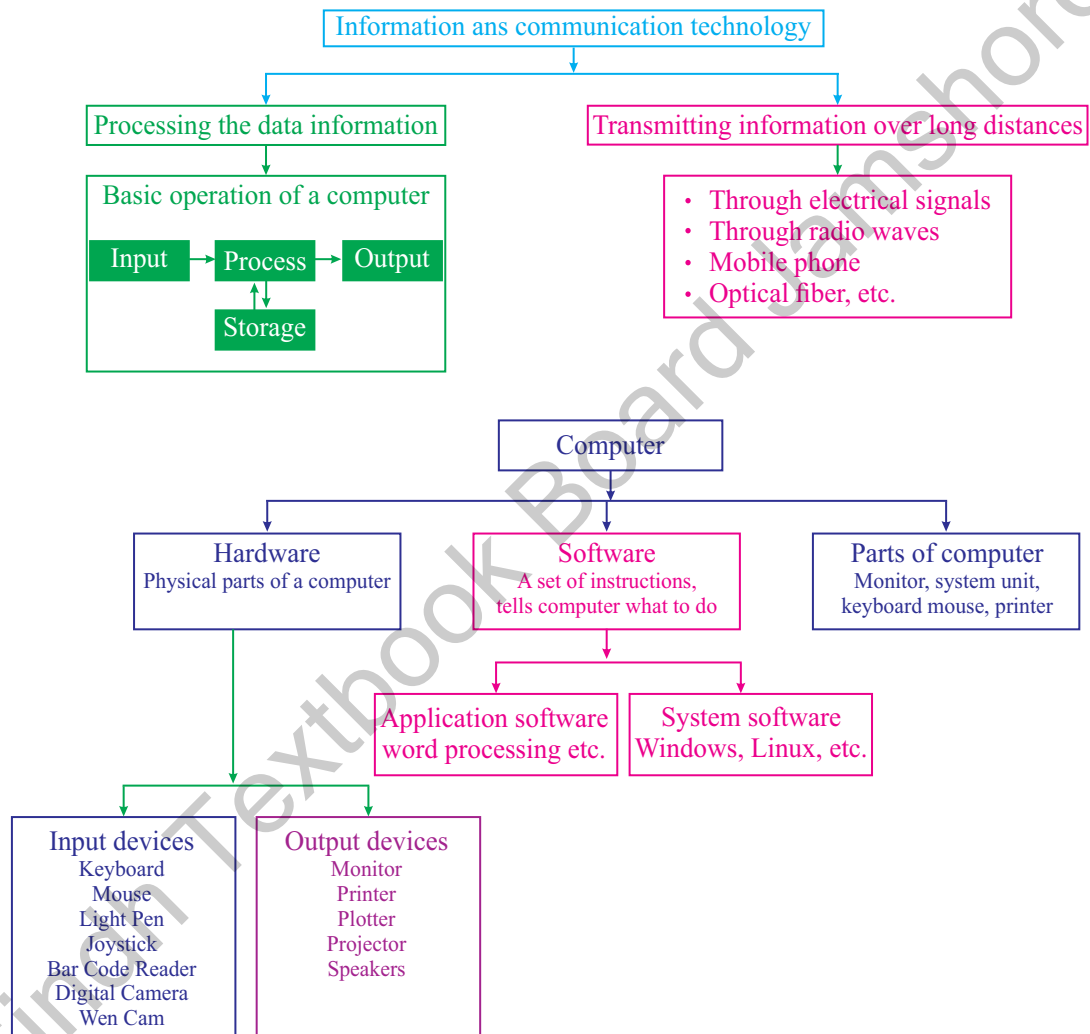 Information ans communication technology
Processing the data information
Transmitting information over long distances
Basic operation of a computer
Input
Process
Output
Storage
• Through electrical signals
• Through radio waves
• Mobile phone
• Optical fiber, etc.
Computer
Hardware
Physical parts of a computer
Software
A set of instructions,
tells computer what to do
Parts of computer
Monitor, system unit,
keyboard mouse, printer
Application software
word processing etc.
System software
Windows, Linux, etc.
Input devices
Keyboard
Mouse
Light Pen
Joystick
Bar Code Reader
Digital Camera
Wen Cam
Output devices
Monitor
Printer
Plotter
Projector
Speakers
indh Textbook Board Jamshor